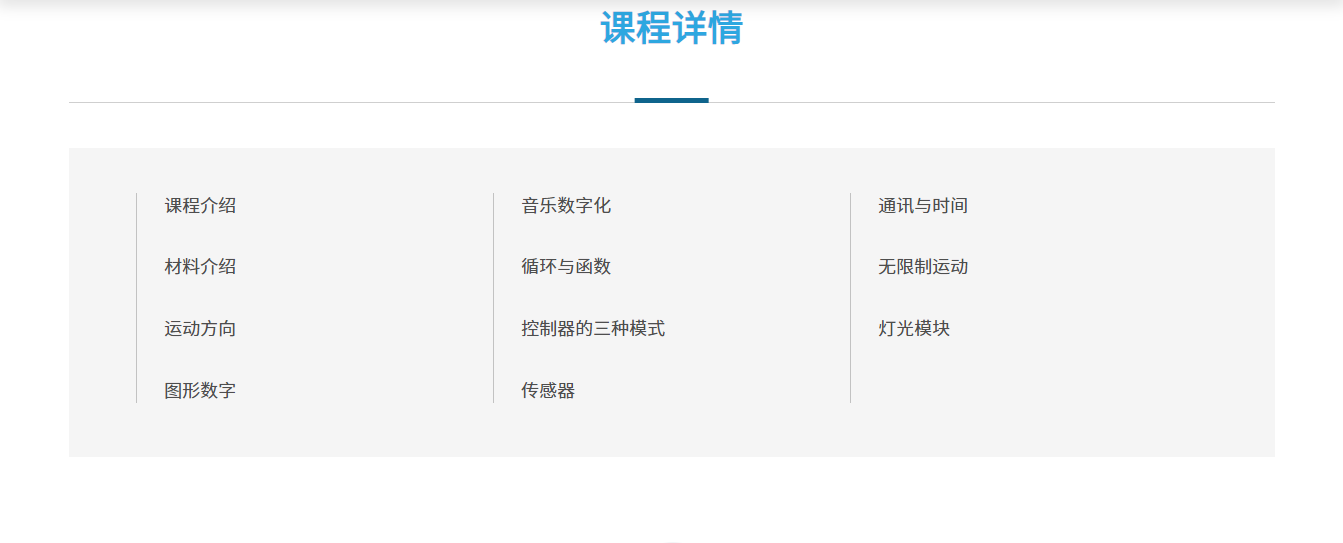 课程详情
课程介绍
材料介绍
运动方向
图形数字
音乐数字化
循环与函数
控制器的三种模式
传感器
通讯与时间
无限制运动
灯光模块